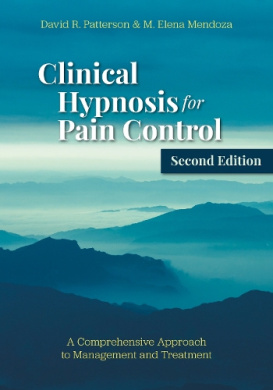 David R. Patterson & M. Elena Mendoza
Clinical
Hypnosis for
Pain Control
Second Edition
A Comprehensive Approach
to Management and Treatment